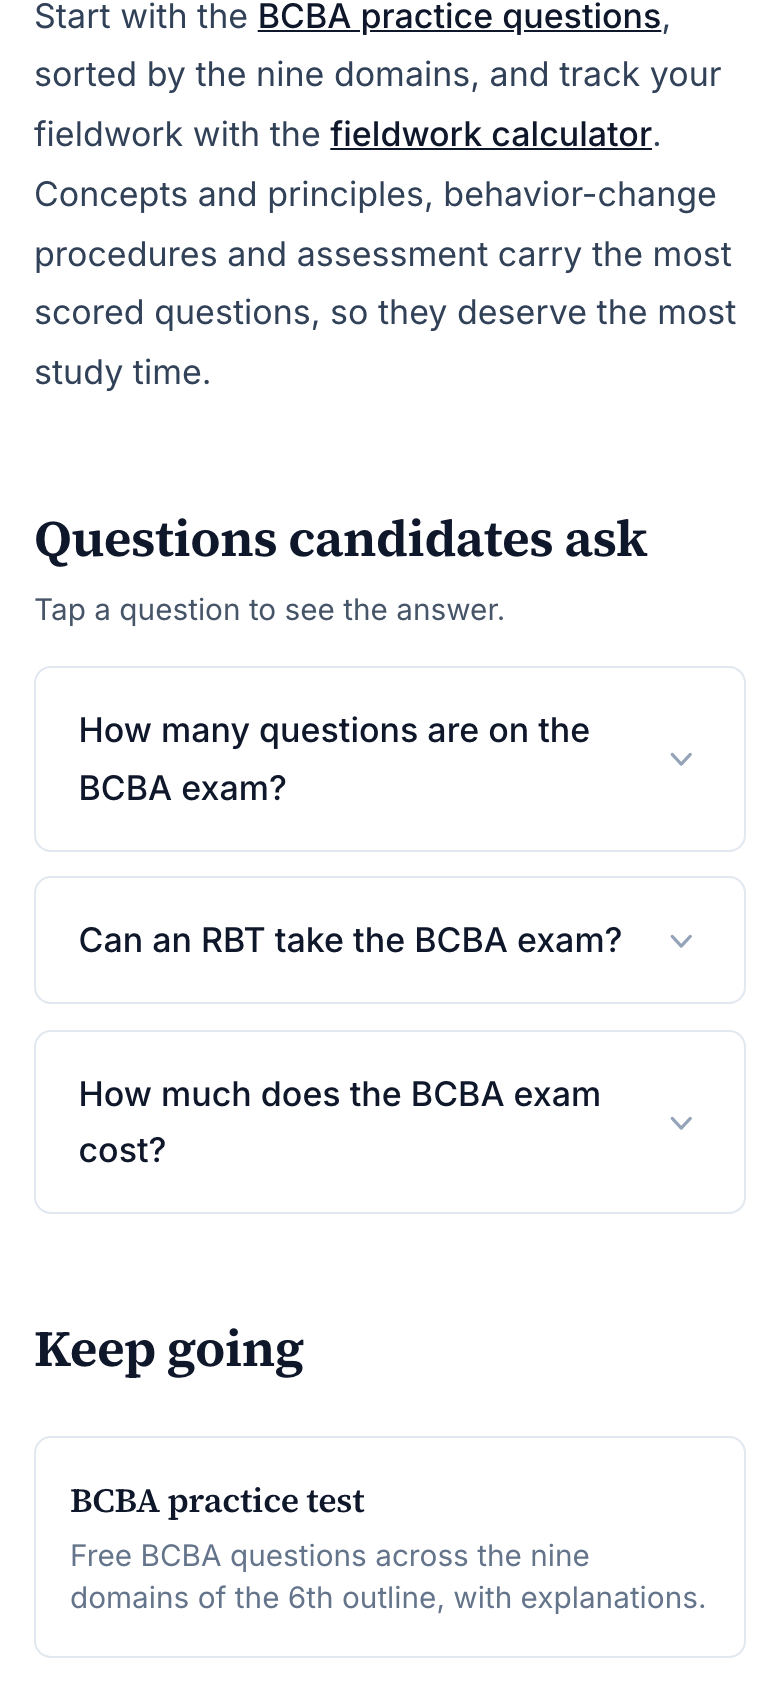 Start with the BCBA practice questions,
sorted by the nine domains, and track your
fieldwork with the fieldwork calculator.
Concepts and principles, behavior-change
procedures and assessment carry the most
scored questions, so they deserve the most
study time.
Questions candidates ask
Tap a question to see the answer.
How many questions are on the
BCBA exam?
Can an RBT take the BCBA exam?
How much does the BCBA exam
cost?
Keep going
BCBA practice test
Free BCBA questions across the nine
domains of the 6th outline, with explanations.